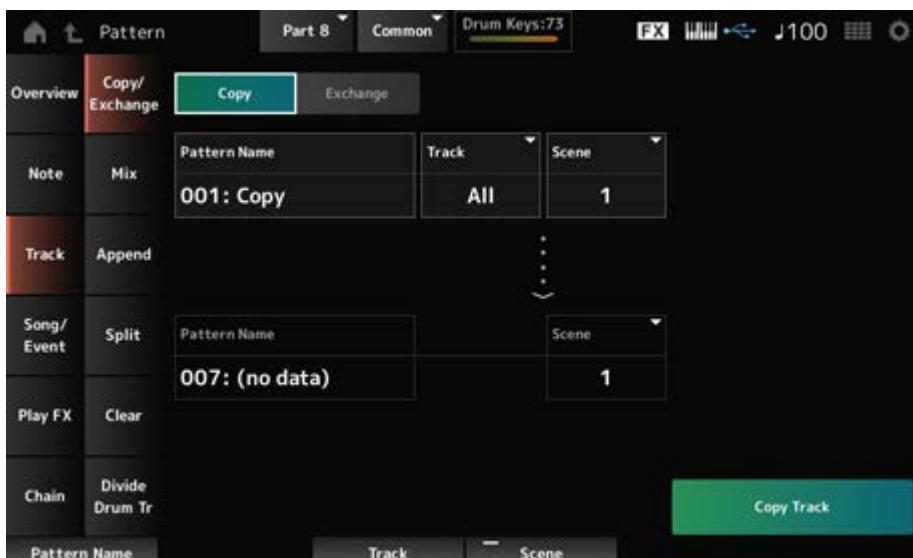 Pattern
Part 8
Common
Drum Keys:73
FX
♩100
Overview
Copy/
Exchange
Copy
Exchange
Note
Mix
Pattern Name
Track
Scene
001: Copy
All
1
Track
Append
Song/
Event
Split
Pattern Name
Scene
007: (no data)
1
Play FX
Clear
Chain
Divide
Drum Tr
Copy Track
Pattern Name
Track
Scene